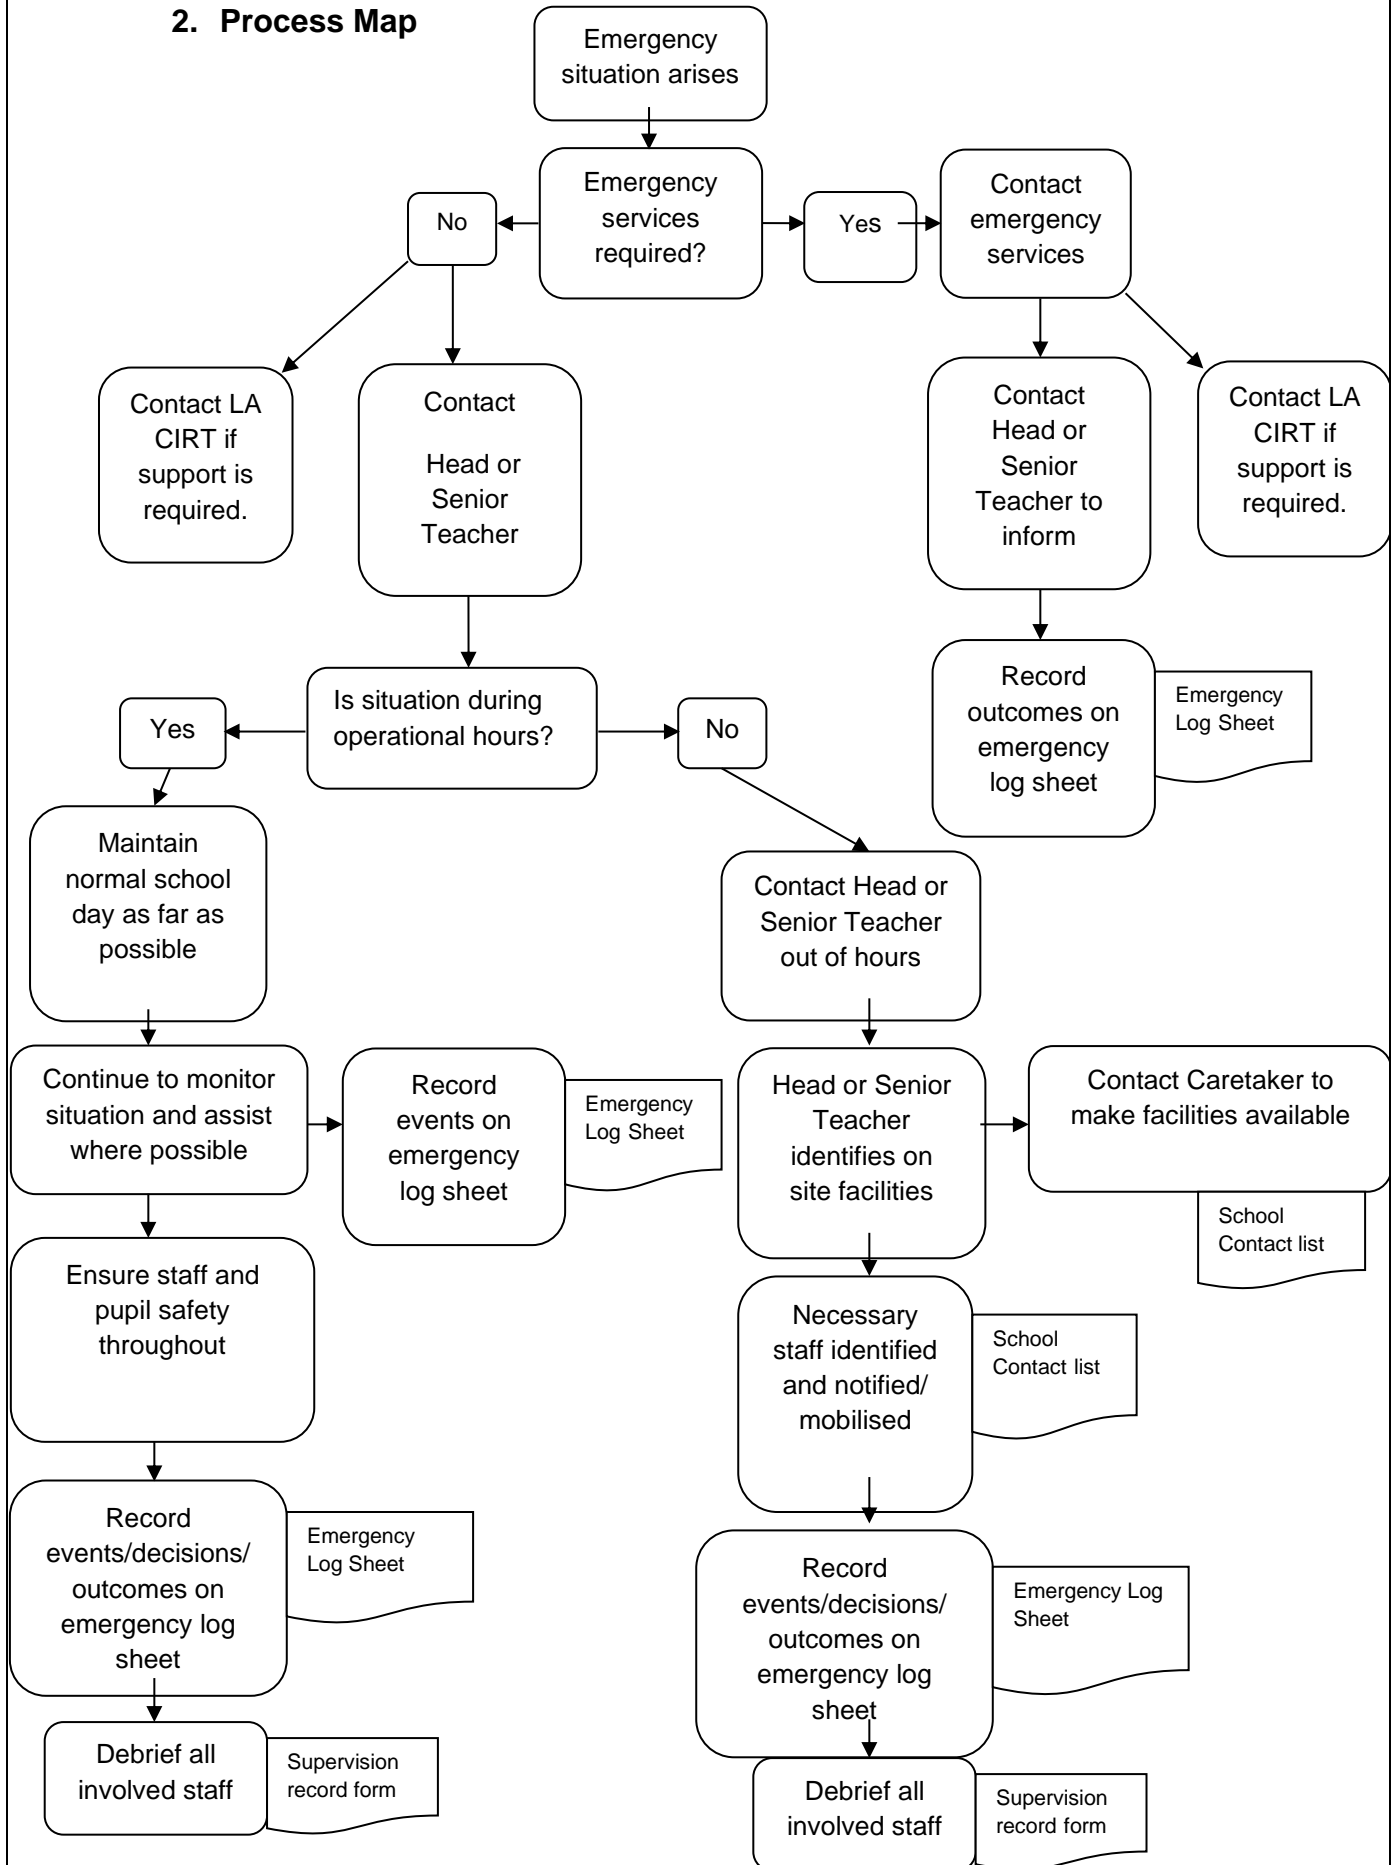 2. Process Map
Emergency
situation arises
Emergency
services
required?
No
Yes
Contact
emergency
services
Contact LA
CIRT if
support is
required.
Contact
Head or
Senior
Teacher
Contact
Head or
Senior
Teacher to
inform
Contact LA
CIRT if
support is
required.
Record
outcomes on
emergency
log sheet
Emergency
Log Sheet
Is situation during
operational hours?
Yes
No
Maintain
normal school
day as far as
possible
Contact Head or
Senior Teacher
out of hours
Continue to monitor
situation and assist
where possible
Record
events on
emergency
log sheet
Emergency
Log Sheet
Head or Senior
Teacher
identifies on
site facilities
Contact Caretaker to
make facilities available
School
Contact list
Ensure staff and
pupil safety
throughout
Necessary
staff identified
and notified/
mobilised
School
Contact list
Record
events/decisions/
outcomes on
emergency log
sheet
Emergency
Log Sheet
Record
events/decisions/
outcomes on
emergency log
sheet
Emergency Log
Sheet
Debrief all
involved staff
Supervision
record form
Debrief all
involved staff
Supervision
record form